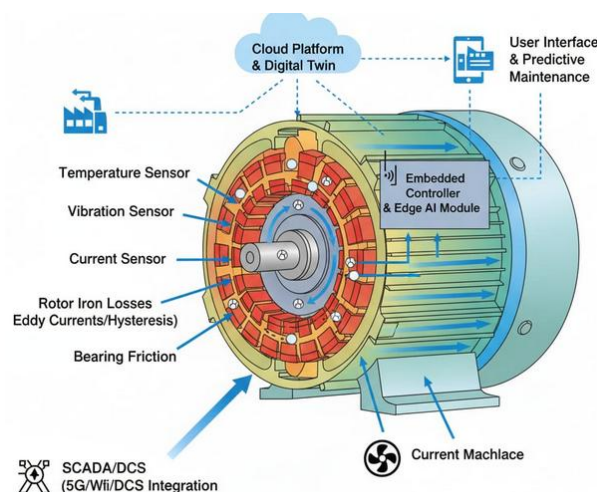 Cloud Platform
& Digital Twin
User Interface
& Predictive
Maintenance
Temperature Sensor
Vibration Sensor
Current Sensor
Rotor Iron Losses
Eddy Currents/Hysteresis)
Bearing Friction
Embedded
Controller
& Edge AI Module
SCADA/DCS
(5G/Wfi/DCS Integration
Current Machlace